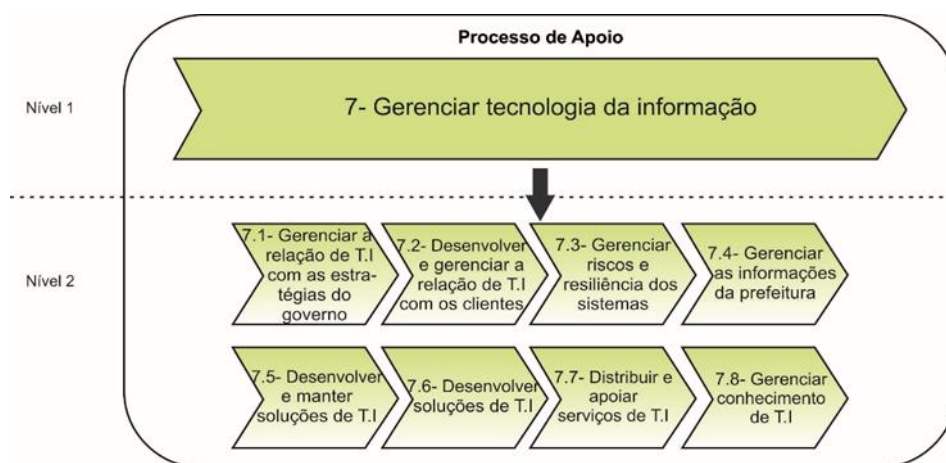 Processo de Apoio
Nível 1
7- Gerenciar tecnologia da informação
Nível 2
7.1- Gerenciar a
relação de T.I
com as estra-
tégias do
governo
7.2- Desenvolver
e gerenciar a
relação de T.I
com os clientes
7.3- Gerenciar
riscos e
resiliência dos
sistemas
7.4- Gerenciar
as informações
da prefeitura
7.5- Desenvolver
e manter
soluções de T.I
7.6- Desenvolver
soluções de T.I
7.7- Distribuir e
apoiar
serviços de T.I
7.8- Gerenciar
conhecimento
de T.I